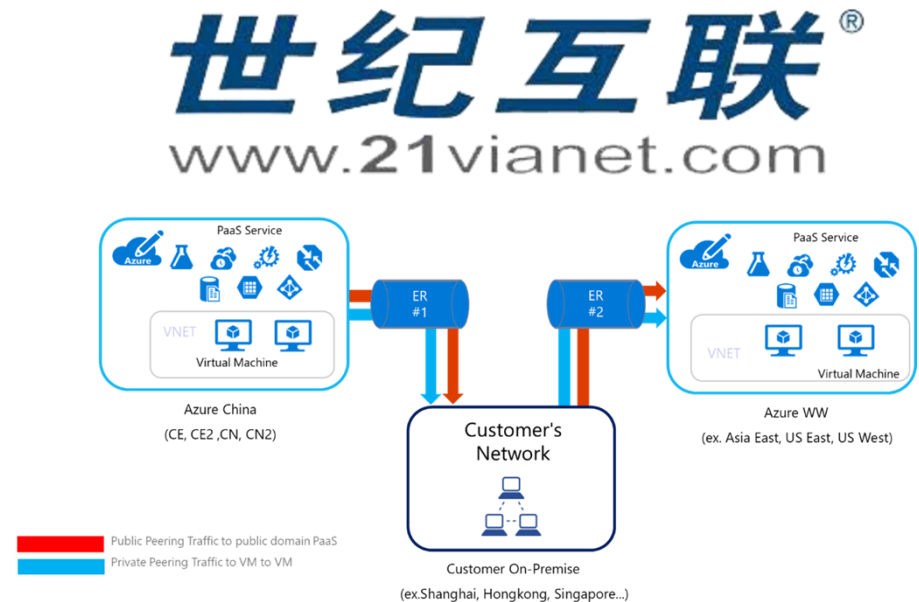 世纪互联®
www.21vianet.com
PaaS Service
Azure
VNET
Virtual Machine
Azure China
(CE, CE2 ,CN, CN2)
ER
#1
ER
#2
PaaS Service
Azure
VNET
Virtual Machine
Azure WW
(ex. Asia East, US East, US West)
Customer's
Network
Customer On-Premise
(ex.Shanghai, Hongkong, Singapore...)
Public Peering Traffic to public domain PaaS
Private Peering Traffic to VM to VM